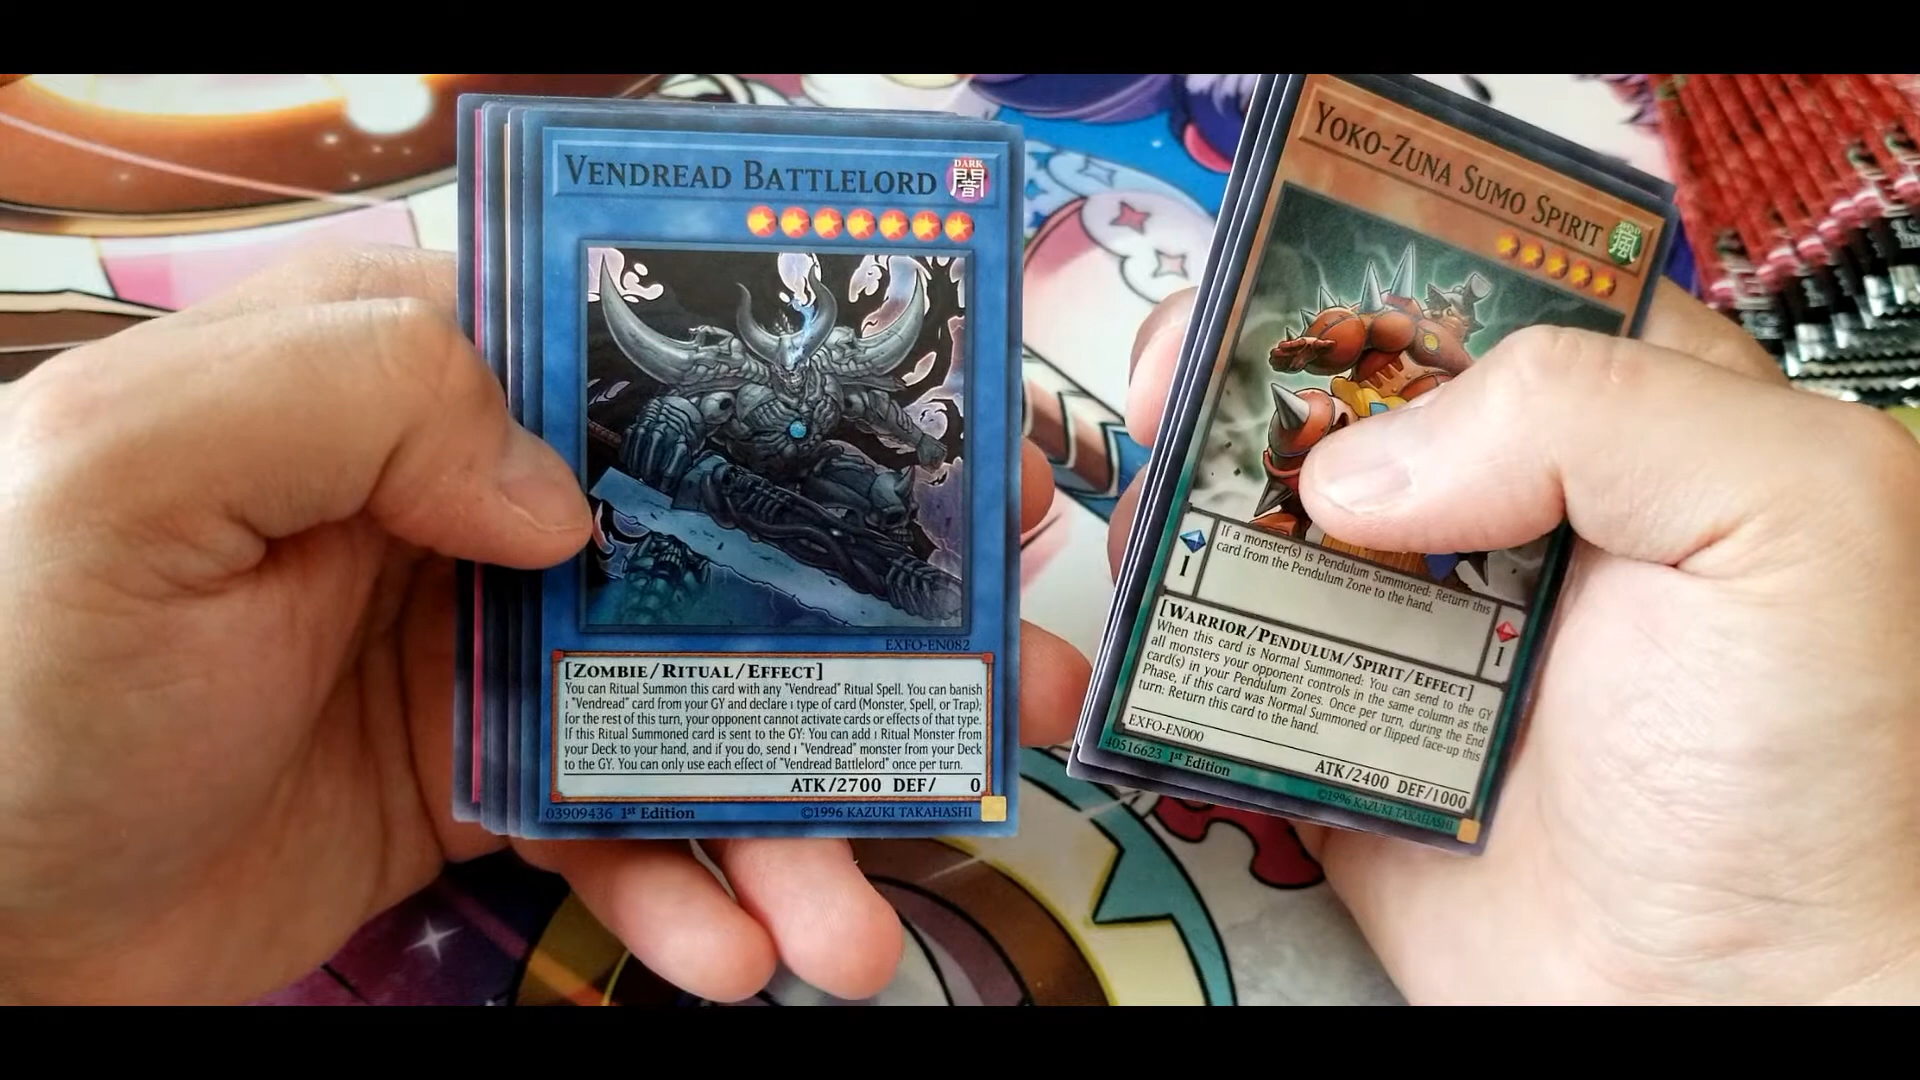 VENDREAD BATTLELORD
DARK
闇
EXFO-EN082
[ZOMBIE/RITUAL/EFFECT]
You can Ritual Summon this card with any "Vendread" Ritual Spell. You can banish
1 "Vendread" card from your GY and declare 1 type of card (Monster, Spell, or Trap);
for the rest of this turn, your opponent cannot activate cards or effects of that type.
If this Ritual Summoned card is sent to the GY: You can add 1 Ritual Monster from
your Deck to your hand, and if you do, send 1 "Vendread" monster from your Deck
to the GY. You can only use each effect of "Vendread Battlelord" once per turn.
ATK/2700 DEF/ 0
03909436 1st Edition ©1996 KAZUKI TAKAHASHI
YOKO-ZUNA SUMO SPIRIT
WIND
風
1
If a monster(s) is Pendulum Summoned: Return this
card from the Pendulum Zone to the hand.
1
[WARRIOR/PENDULUM/SPIRIT/EFFECT]
When this card is Normal Summoned: You can send to the GY
all monsters your opponent controls in the same column as the
card(s) in your Pendulum Zones. Once per turn, during the End
Phase, if this card was Normal Summoned or flipped face-up this
turn: Return this card to the hand.
EXFO-EN000
ATK/2400 DEF/1000
40516623 1st Edition ©1996 KAZUKI TAKAHASHI